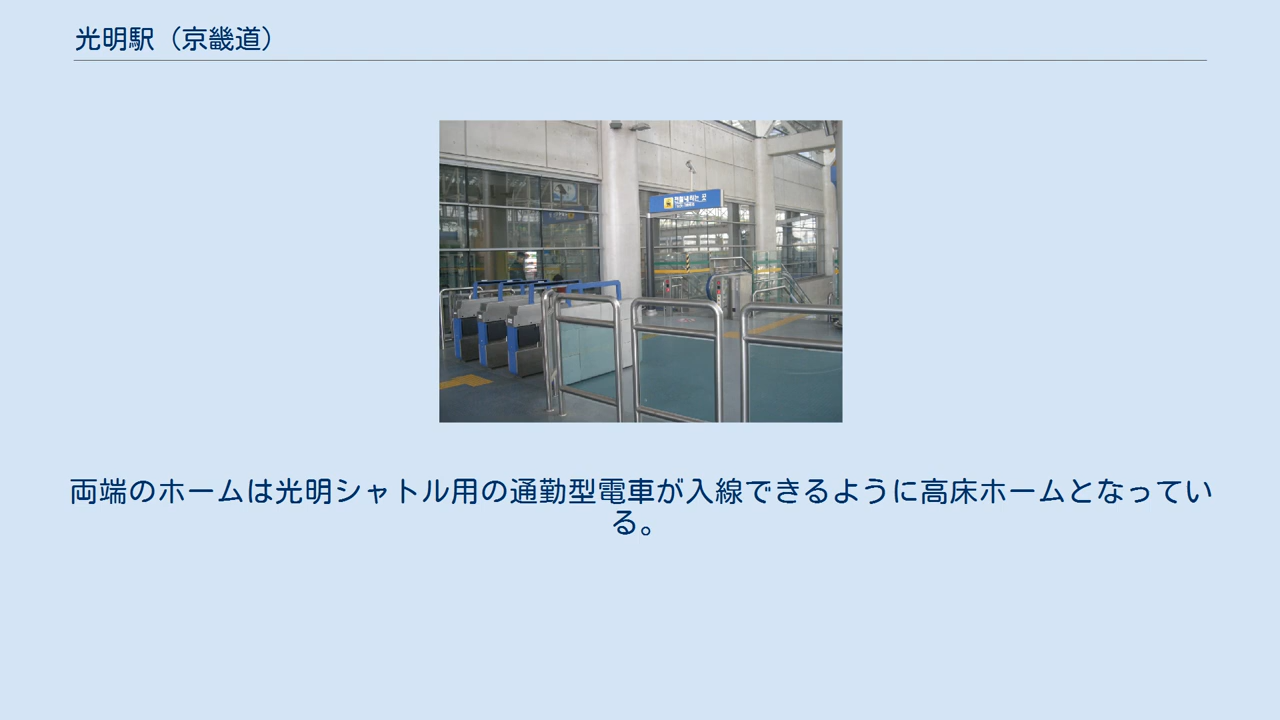 光明駅（京畿道）
両端のホームは光明シャトル用の通勤型電車が入線できるように高床ホームとなってい
る。